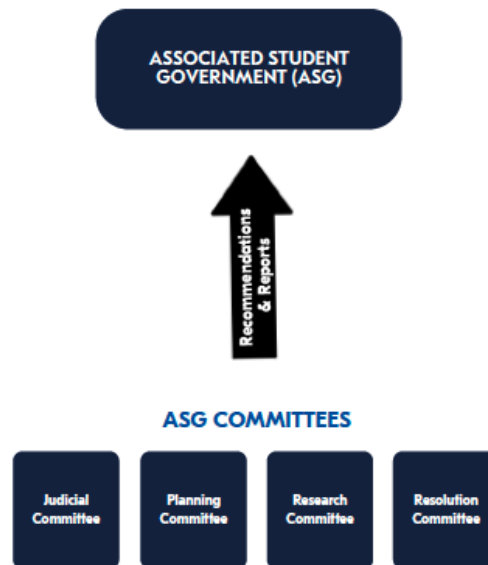 ASSOCIATED STUDENT
GOVERNMENT (ASG)
Recommendations
& Reports
ASG COMMITTEES
Judicial
Committee
Planning
Committee
Research
Committee
Resolution
Committee